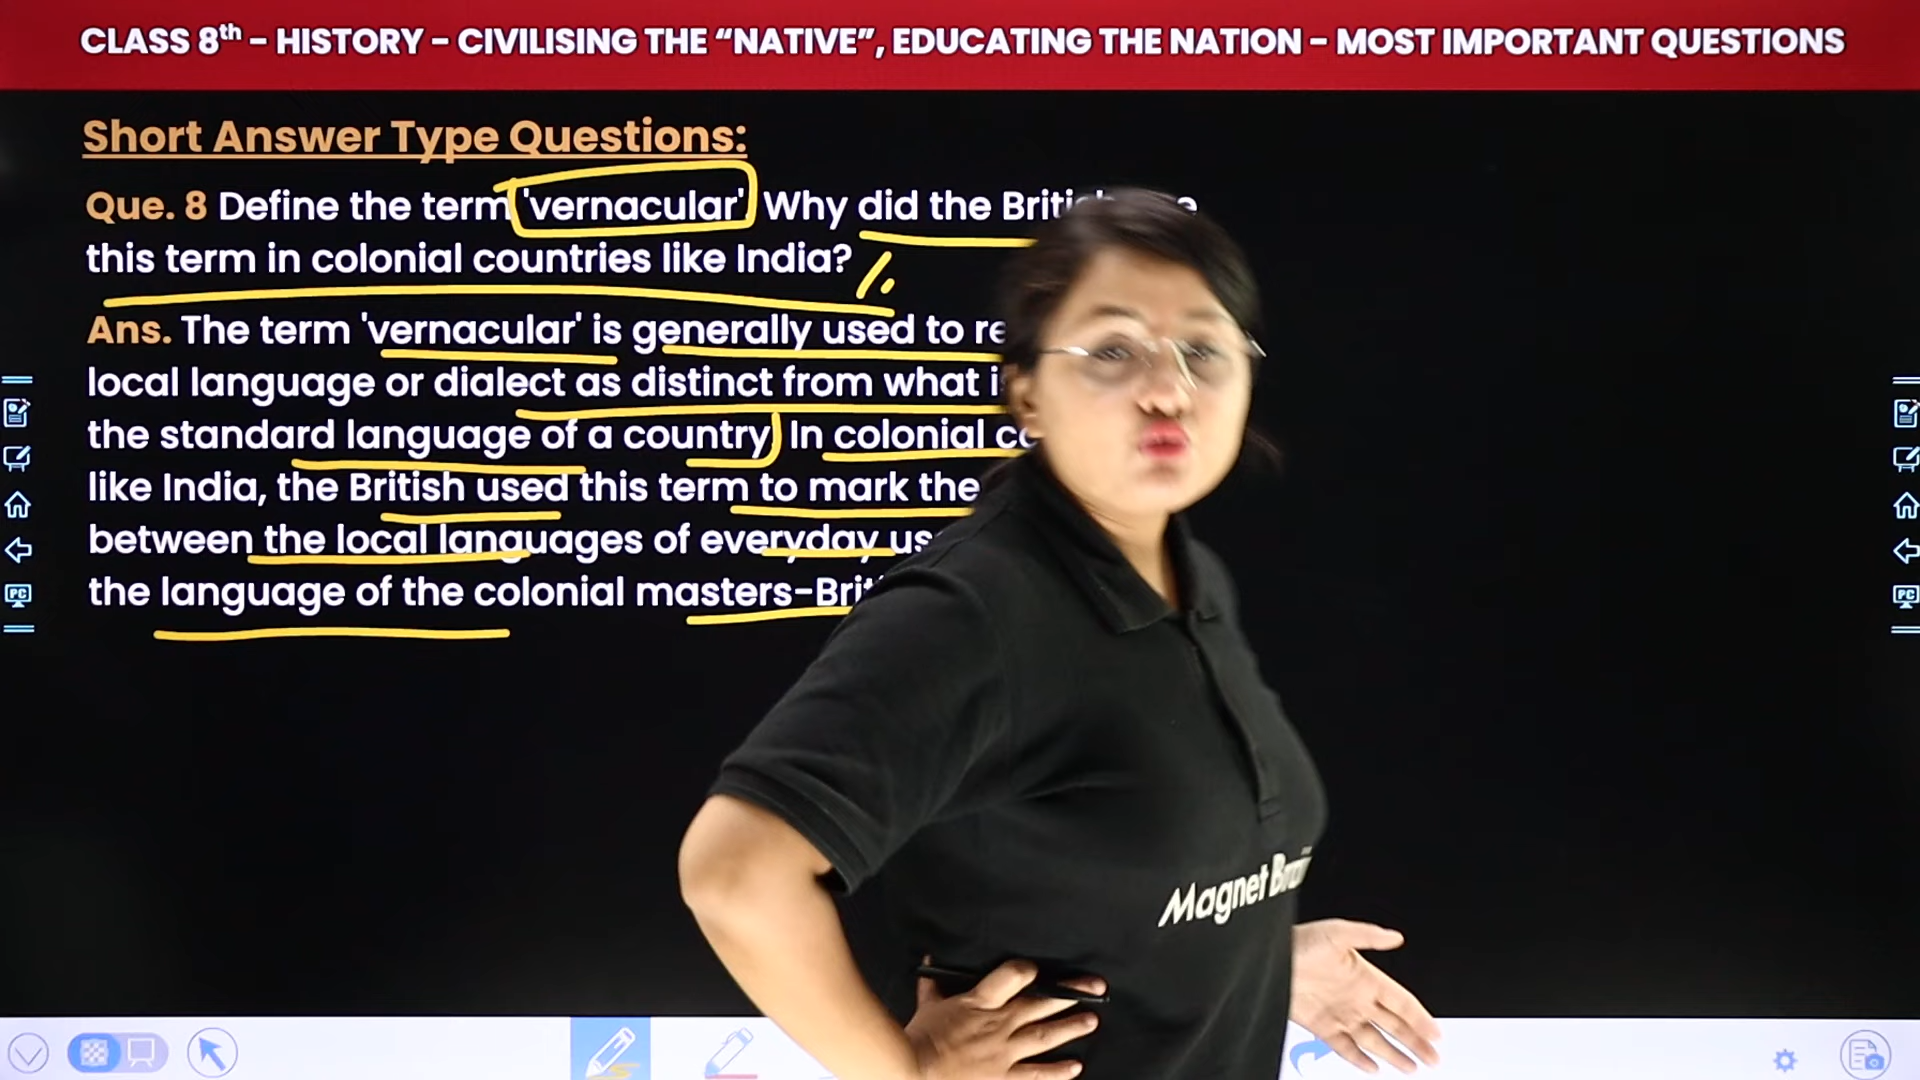 CLASS 8th – HISTORY – CIVILISING THE “NATIVE”, EDUCATING THE NATION – MOST IMPORTANT QUESTIONS
Short Answer Type Questions:
Que. 8 Define the term 'vernacular'. Why did the
this term in colonial countries like India?
Ans. The term 'vernacular' is generally used to
local language or dialect as distinct from what
the standard language of a country. In colonial
like India, the British used this term to mark the
between the local languages of everyday
the language of the colonial masters–
Magnet
PC
PC